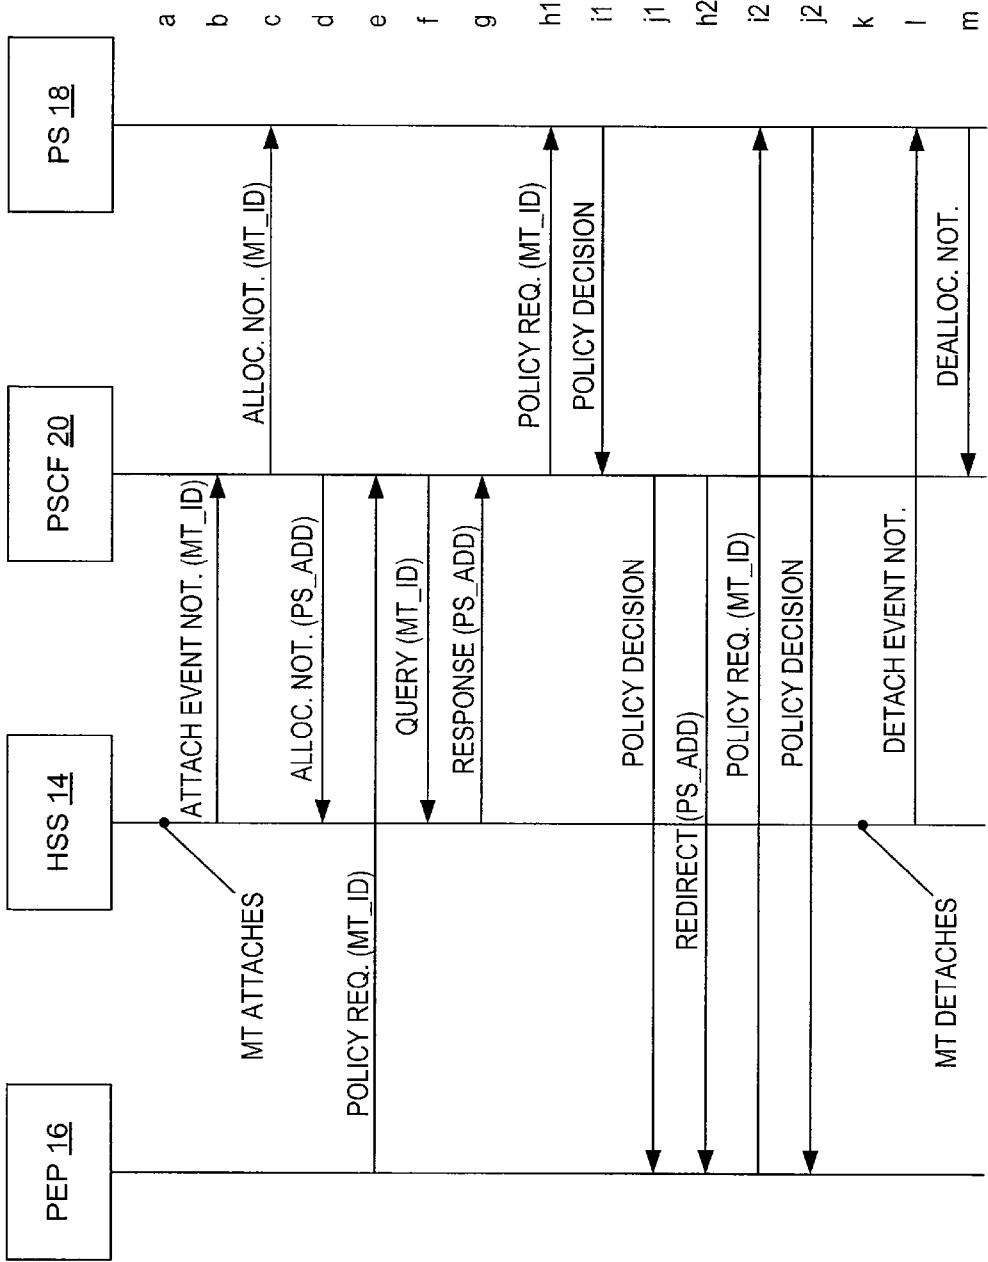 PEP 16
HSS 14
PSCF 20
PS 18
a
MT ATTACHES
b
ATTACH EVENT NOT. (MT_ID)
c
ALLOC. NOT. (MT_ID)
d
ALLOC. NOT. (PS_ADD)
e
POLICY REQ. (MT_ID)
f
QUERY (MT_ID)
g
RESPONSE (PS_ADD)
h1
POLICY REQ. (MT_ID)
i1
POLICY DECISION
j1
POLICY DECISION
h2
REDIRECT (PS_ADD)
i2
POLICY REQ. (MT_ID)
j2
POLICY DECISION
k
MT DETACHES
l
DETACH EVENT NOT.
m
DEALLOC. NOT.